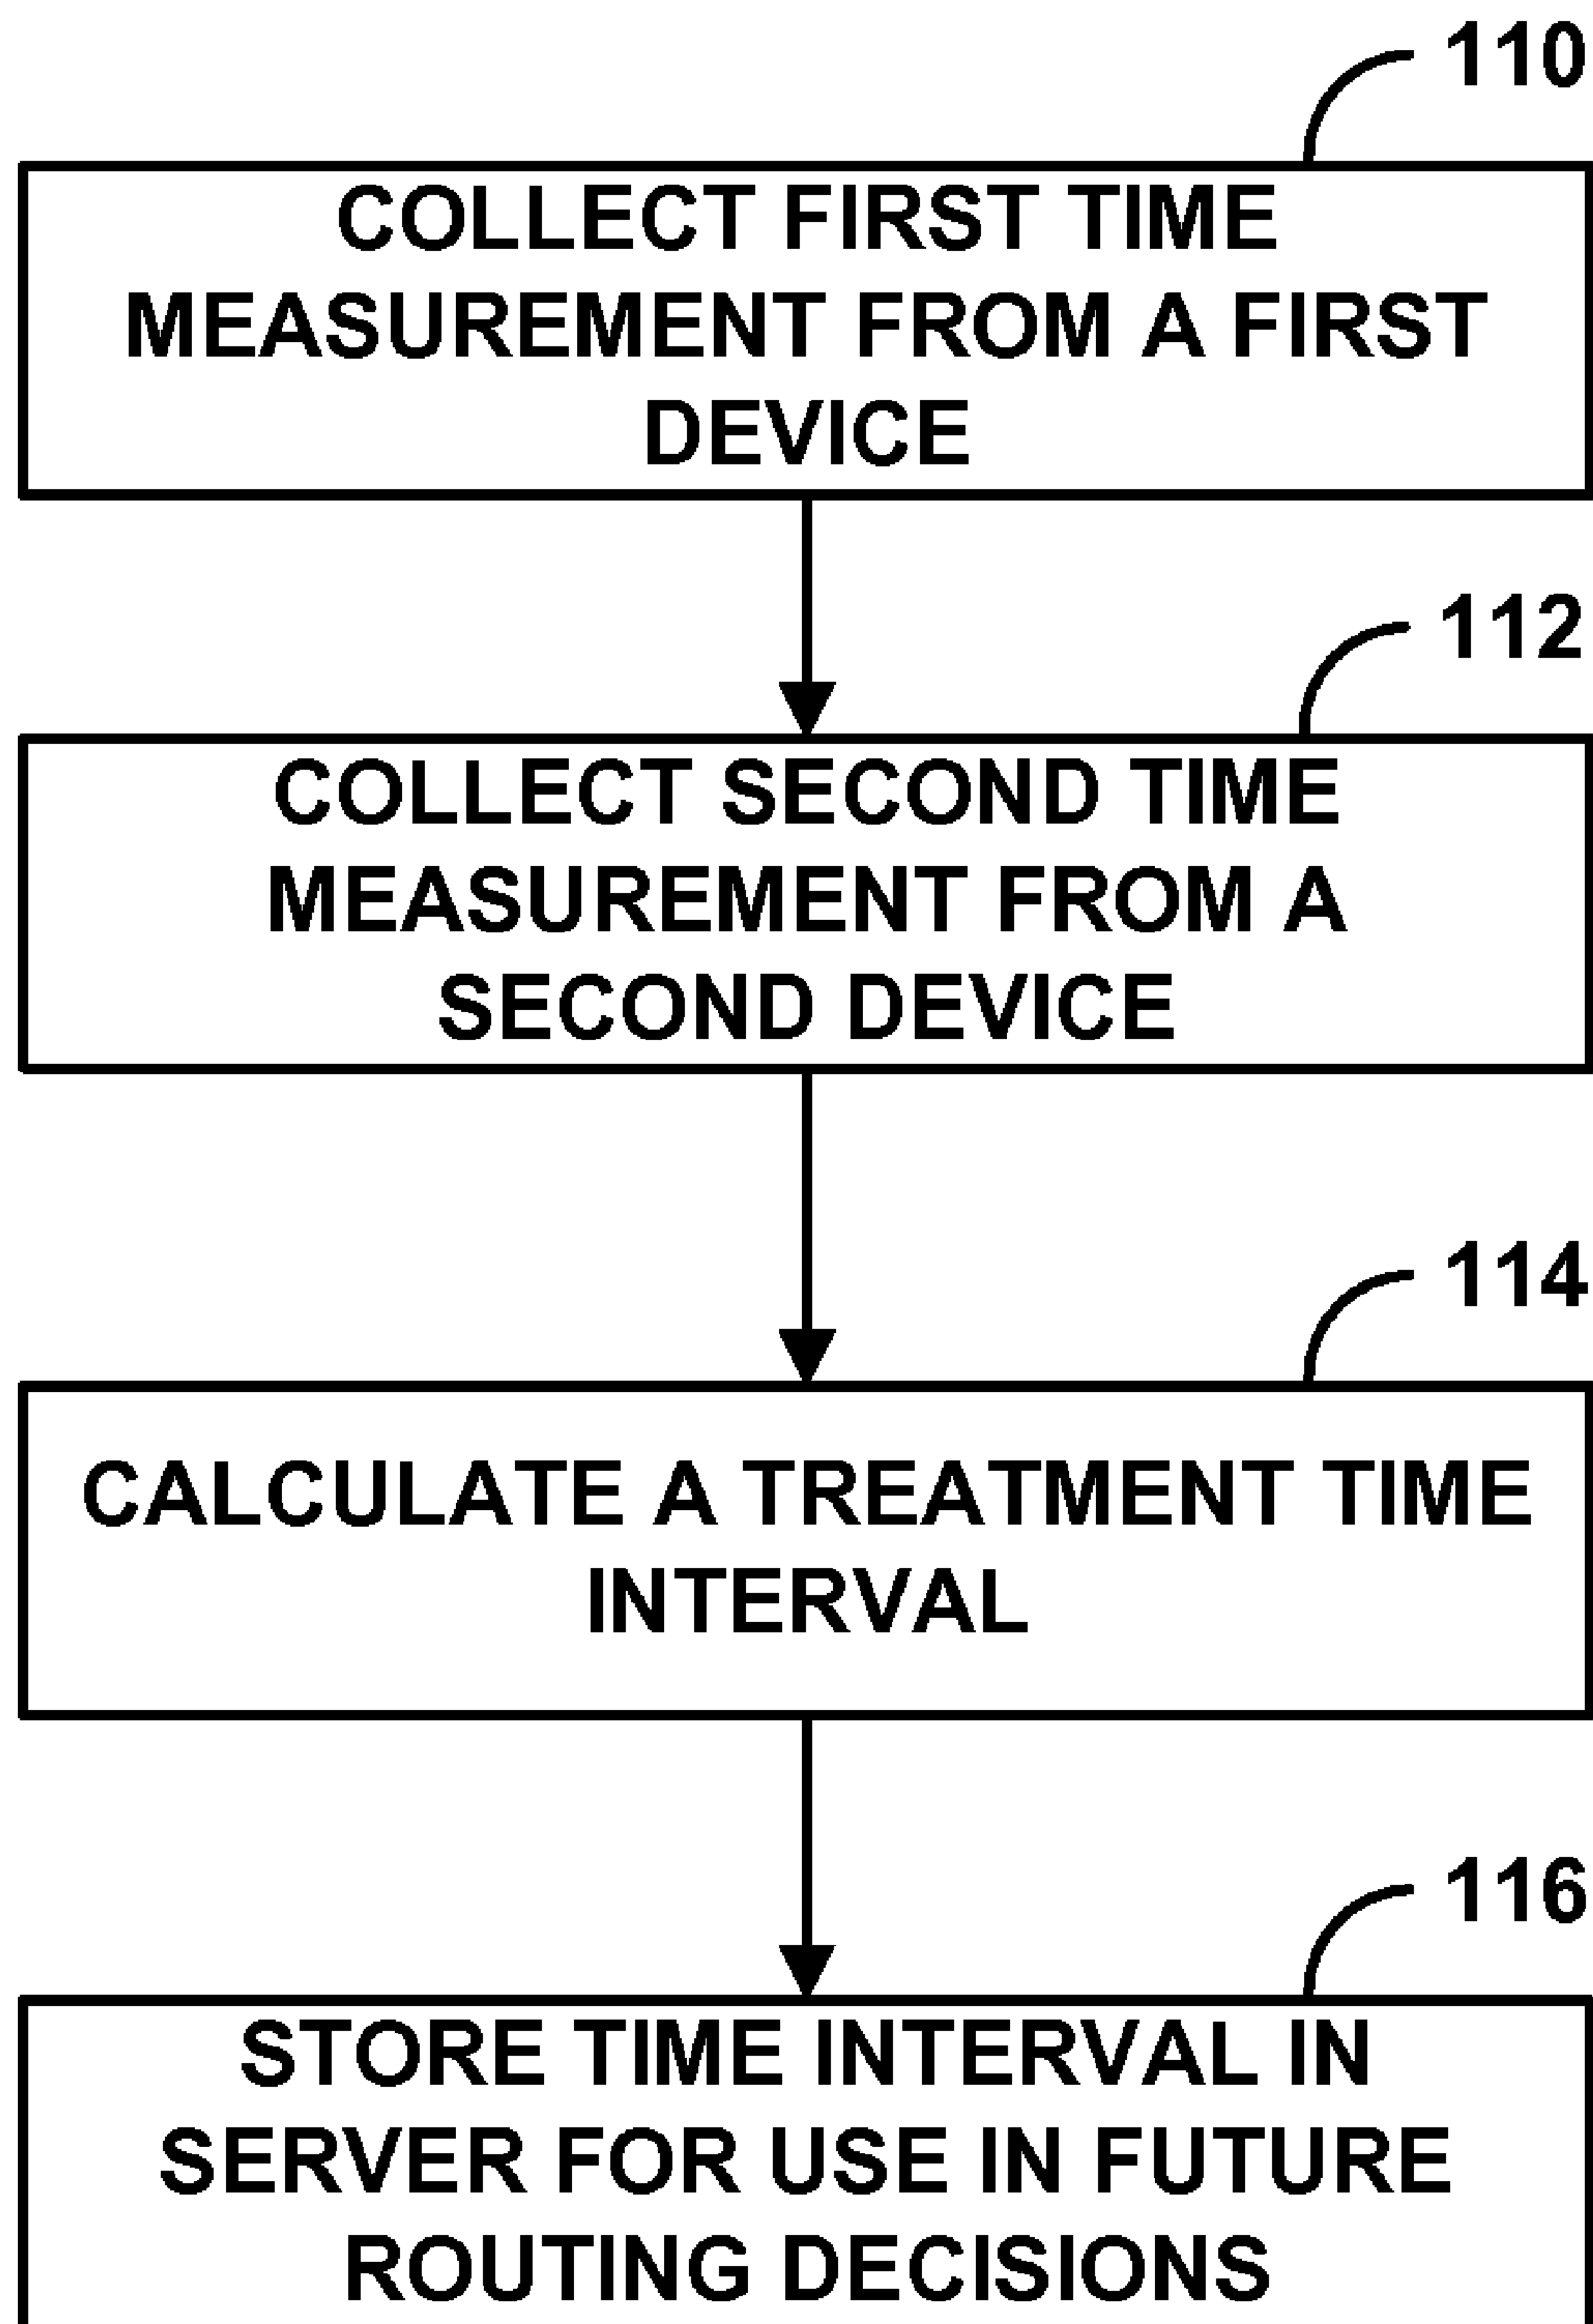 110
COLLECT FIRST TIME
MEASUREMENT FROM A FIRST
DEVICE
112
COLLECT SECOND TIME
MEASUREMENT FROM A
SECOND DEVICE
114
CALCULATE A TREATMENT TIME
INTERVAL
116
STORE TIME INTERVAL IN
SERVER FOR USE IN FUTURE
ROUTING DECISIONS